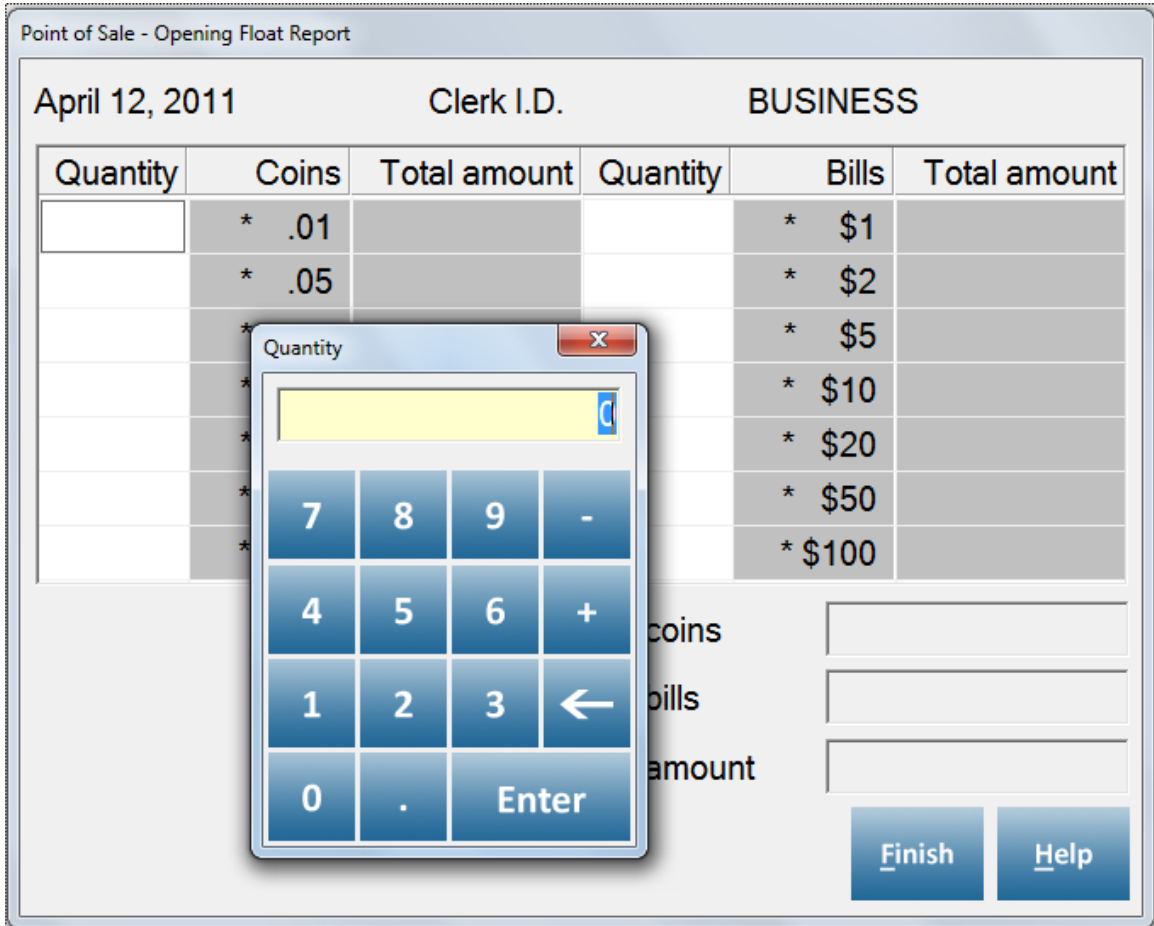 Point of Sale - Opening Float Report
April 12, 2011 Clerk I.D. BUSINESS
Quantity Coins Total amount Quantity Bills Total amount
* .01 * $1
* .05 * $2
* * $5
* * $10
* * $20
* * $50
* * $100
Quantity
0
7 8 9 -
4 5 6 +
1 2 3 ←
0 . Enter
coins
bills
amount
Finish Help